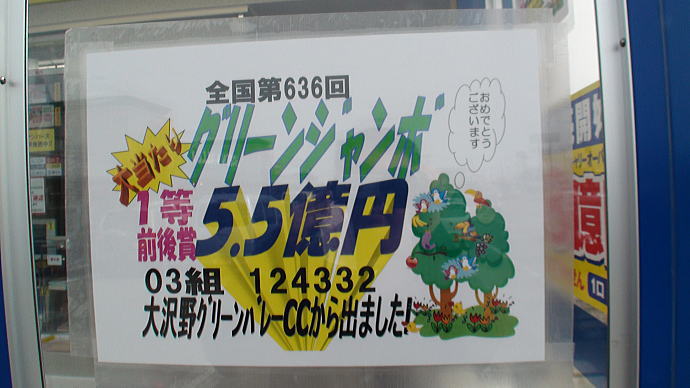 全国第636回
グリーンジャンボ
おめでとう
ございます
大当たり
1等
前後賞
5.5億円
03組 124332
大沢野グリーンバレーCCから出ました!
億
1口